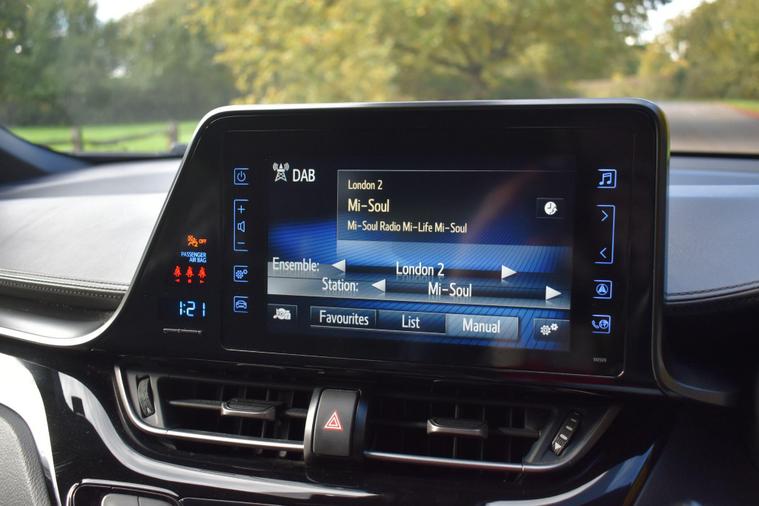 DAB
London 2
Mi-Soul
Mi-Soul Radio Mi-Life Mi-Soul
Ensemble: London 2
Station: Mi-Soul
Favourites List Manual
OFF
PASSENGER
AIR BAG
1:21